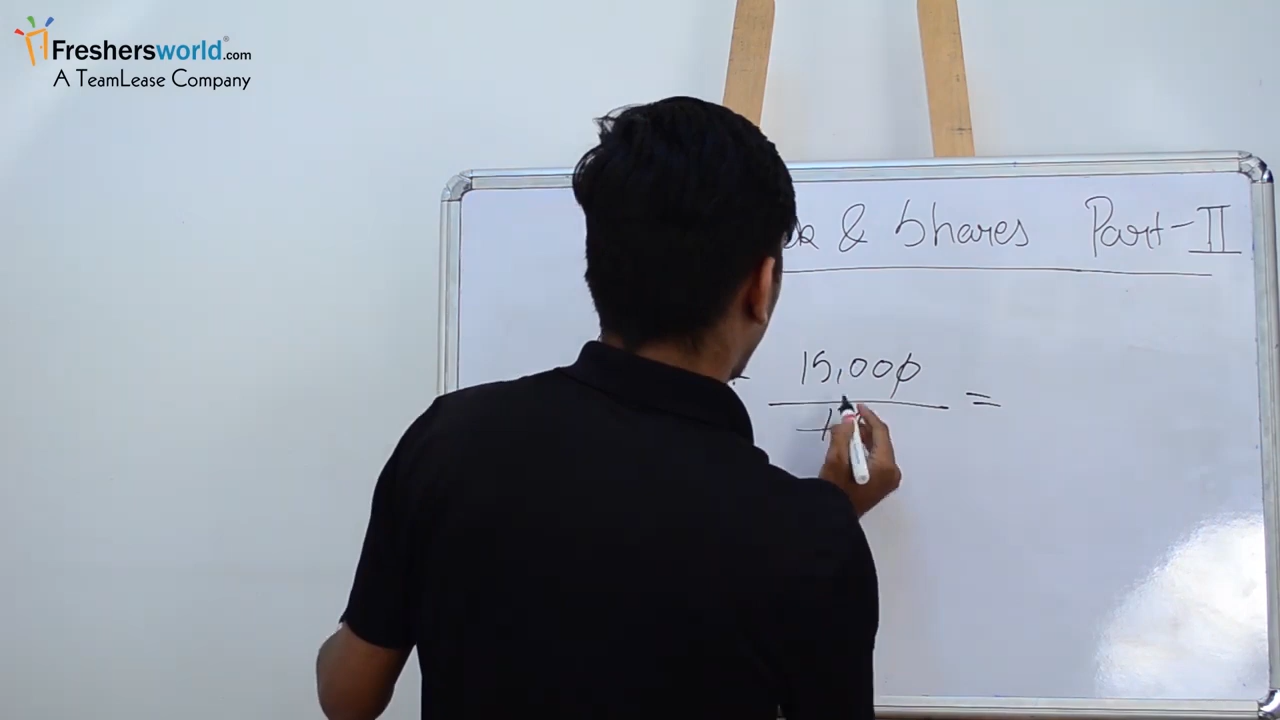 Freshersworld.com
A TeamLease Company
& Shares Part-II
15,000
=